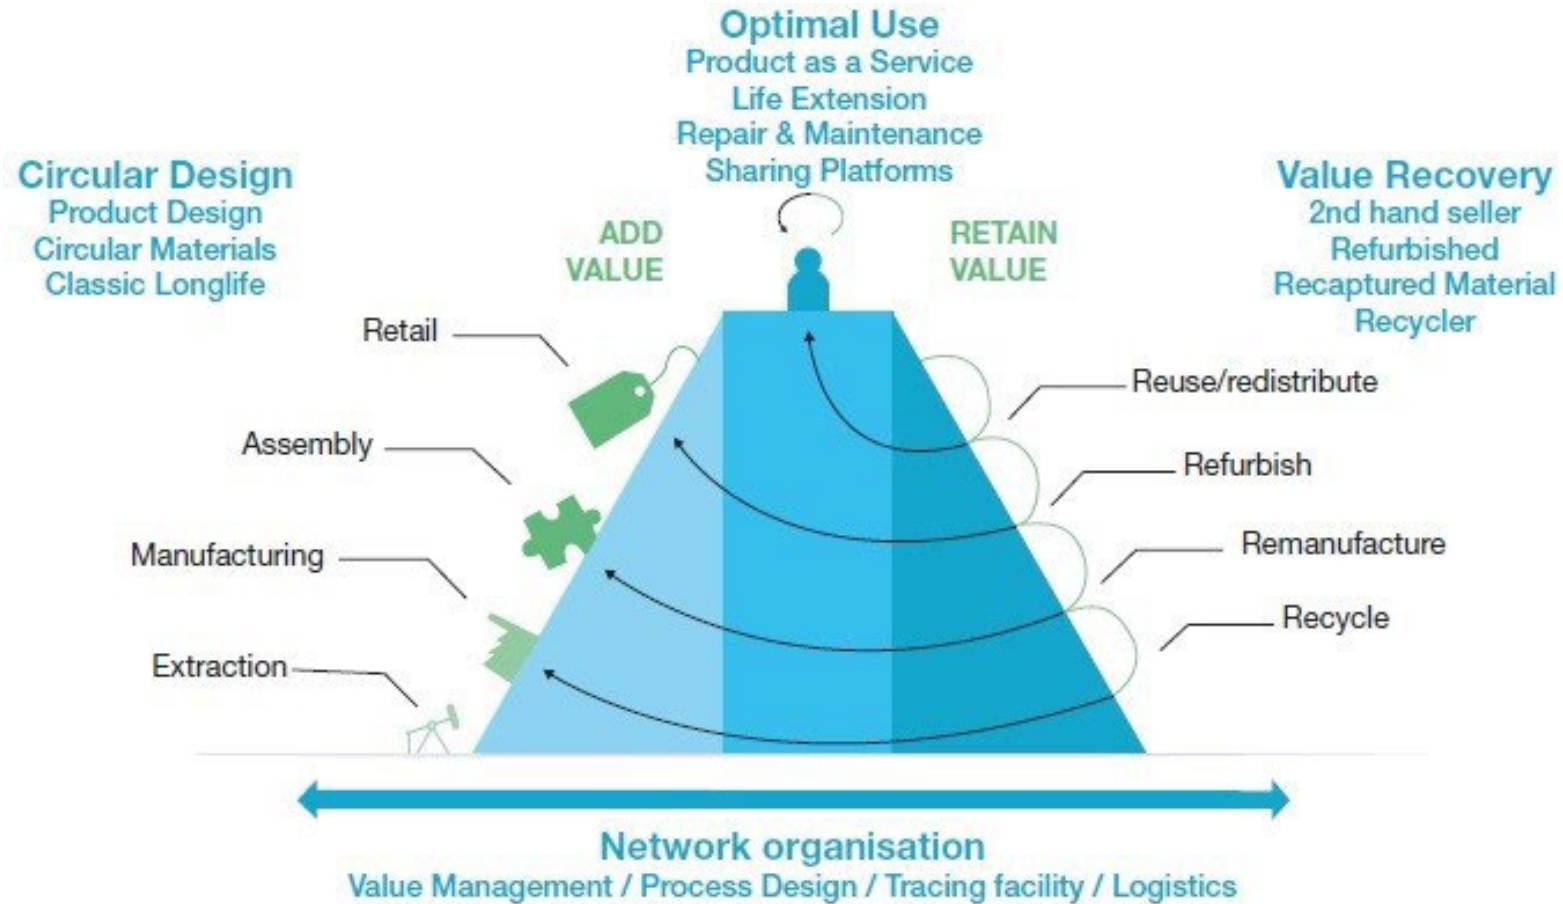 Optimal Use
Product as a Service
Life Extension
Repair & Maintenance
Sharing Platforms
Circular Design
Product Design
Circular Materials
Classic Longlife
Value Recovery
2nd hand seller
Refurbished
Recaptured Material
Recycler
ADD
VALUE
RETAIN
VALUE
Retail
Assembly
Manufacturing
Extraction
Reuse/redistribute
Refurbish
Remanufacture
Recycle
Network organisation
Value Management / Process Design / Tracing facility / Logistics